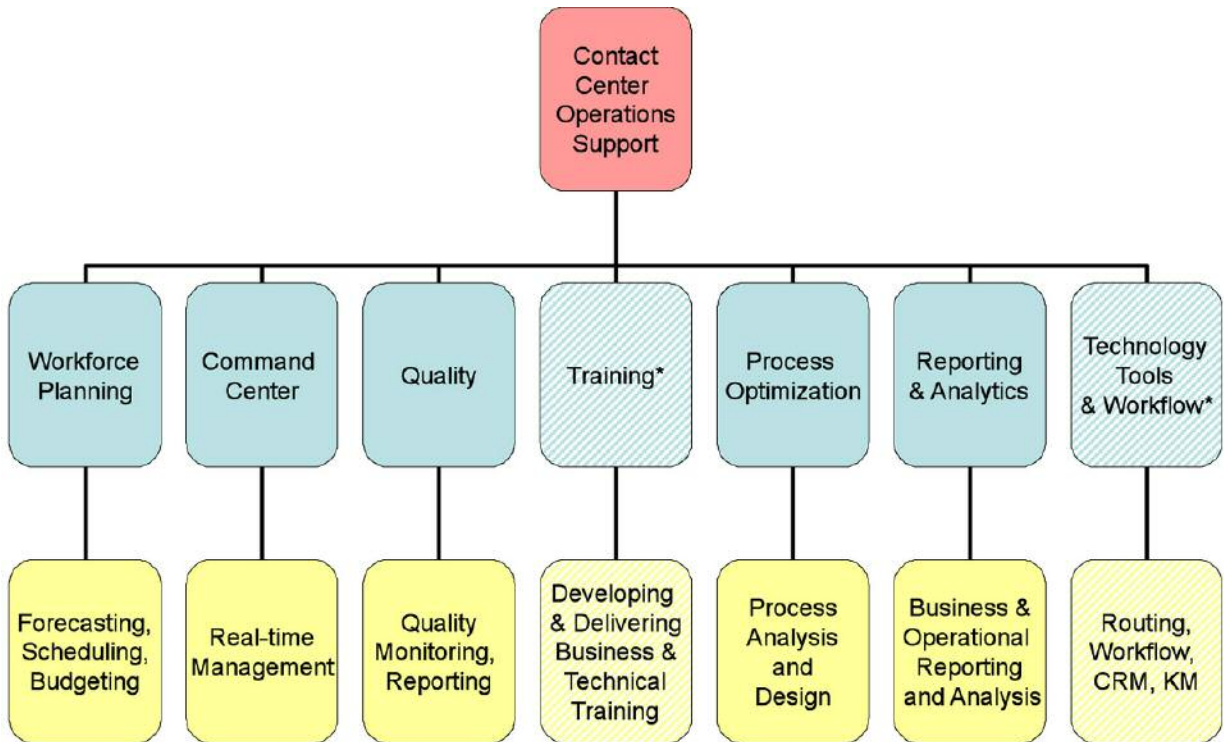 Contact
Center
Operations
Support
Workforce
Planning
Command
Center
Quality
Training*
Process
Optimization
Reporting
& Analytics
Technology
Tools
& Workflow*
Forecasting,
Scheduling,
Budgeting
Real-time
Management
Quality
Monitoring,
Reporting
Developing
& Delivering
Business &
Technical
Training
Process
Analysis
and
Design
Business &
Operational
Reporting
and Analysis
Routing,
Workflow,
CRM, KM